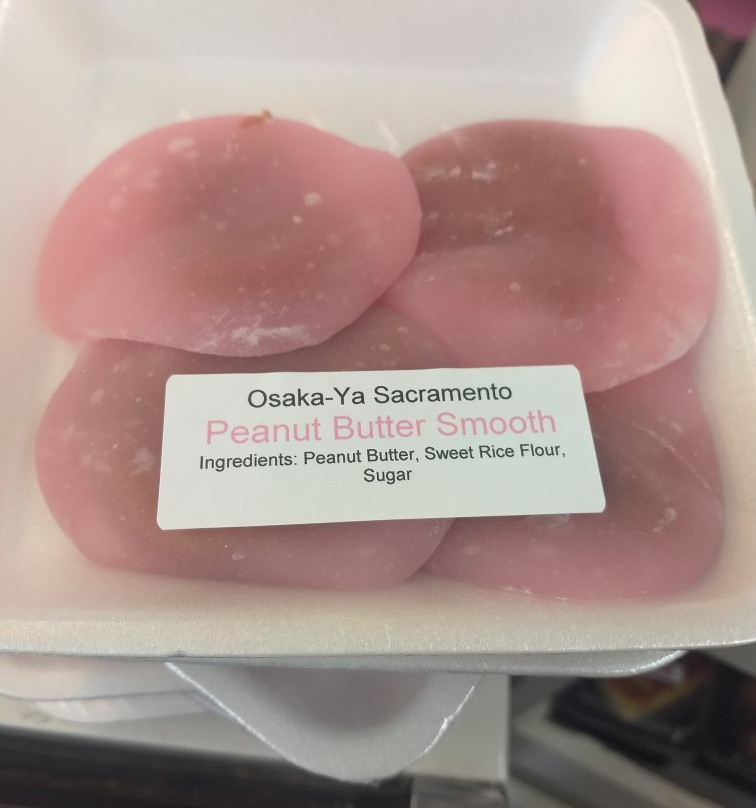 Osaka-Ya Sacramento
Peanut Butter Smooth
Ingredients: Peanut Butter, Sweet Rice Flour,
Sugar